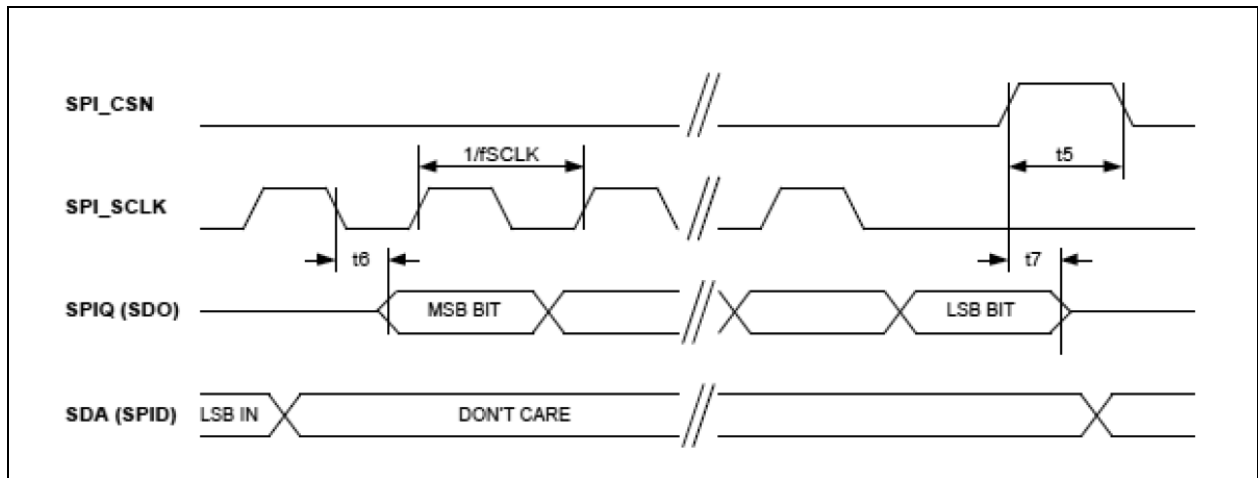 SPI_CSN
1/fSCLK
t5
SPI_SCLK
t6
t7
SPIQ (SDO)
MSB BIT
LSB BIT
SDA (SPID)
LSB IN
DON'T CARE